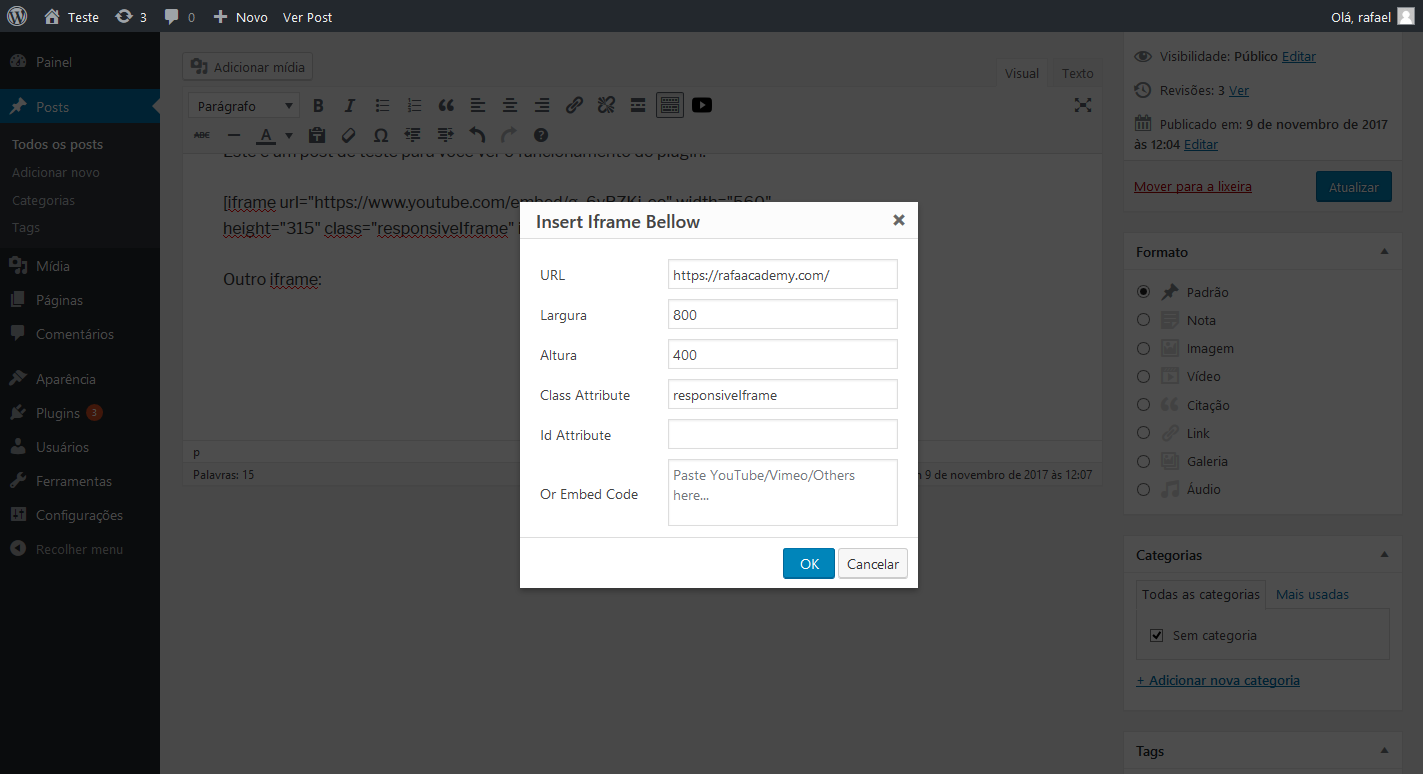 Teste
3
0
Novo
Ver Post
Olá, rafael
Painel
Posts
Todos os posts
Adicionar novo
Categorias
Tags
Mídia
Páginas
Comentários
Aparência
Plugins 3
Usuários
Ferramentas
Configurações
Recolher menu
Adicionar mídia
Visual
Texto
Parágrafo
B I
ABC
A
Este é um post de teste para você ver o funcionamento do plugin.
[iframe url="https://www.youtube.com/embed/ width="560"
height="315" class="responsiveIframe"
Outro iframe:
p
Palavras: 15
9 de novembro de 2017 às 12:07
Insert Iframe Bellow
URL
https://rafaacademy.com/
Largura
800
Altura
400
Class Attribute
responsiveIframe
Id Attribute
Or Embed Code
Paste YouTube/Vimeo/Others
here...
OK
Cancelar
Visibilidade: Público Editar
Revisões: 3 Ver
Publicado em: 9 de novembro de 2017
às 12:04 Editar
Mover para a lixeira
Atualizar
Formato
Padrão
Nota
Imagem
Vídeo
Citação
Link
Galeria
Áudio
Categorias
Todas as categorias
Mais usadas
Sem categoria
+ Adicionar nova categoria
Tags